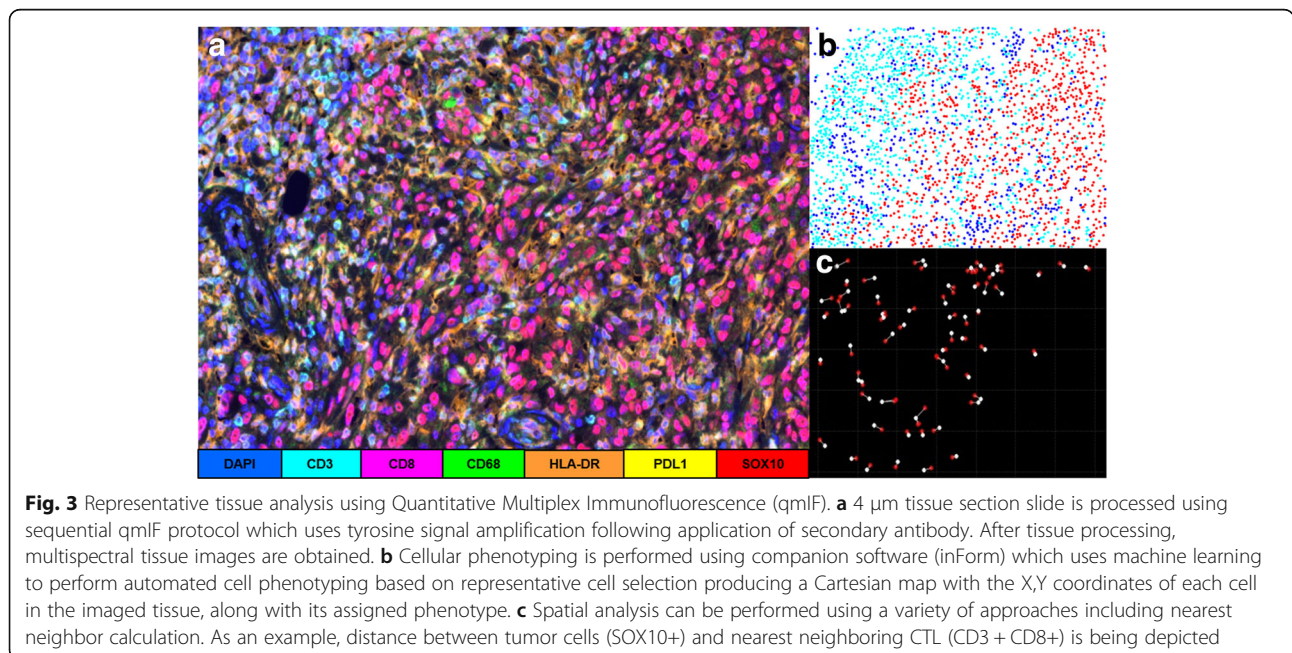 a
b
c
DAPI CD3 CD8 CD68 HLA-DR PDL1 SOX10
Fig. 3 Representative tissue analysis using Quantitative Multiplex Immunofluorescence (qmIF). a 4 μm tissue section slide is processed using
sequential qmIF protocol which uses tyrosine signal amplification following application of secondary antibody. After tissue processing,
multispectral tissue images are obtained. b Cellular phenotyping is performed using companion software (inForm) which uses machine learning
to perform automated cell phenotyping based on representative cell selection producing a Cartesian map with the X,Y coordinates of each cell
in the imaged tissue, along with its assigned phenotype. c Spatial analysis can be performed using a variety of approaches including nearest
neighbor calculation. As an example, distance between tumor cells (SOX10+) and nearest neighboring CTL (CD3 + CD8+) is being depicted